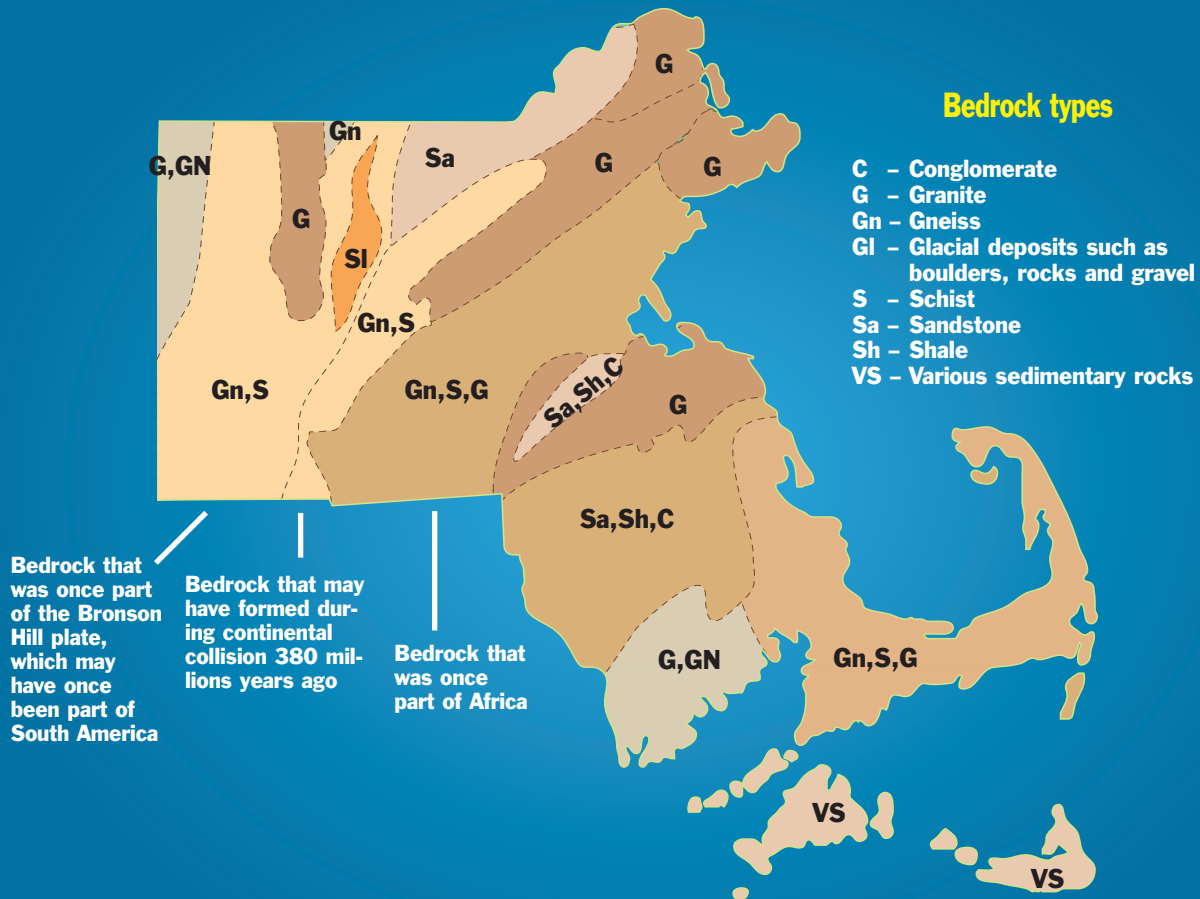 G
Bedrock types
Gn
G,GN
Sa
G
G
C – Conglomerate
G – Granite
Gn – Gneiss
Gl – Glacial deposits such as
boulders, rocks and gravel
S – Schist
Sa – Sandstone
Sh – Shale
VS – Various sedimentary rocks
G
Sl
Gn,S
Gn,S
Gn,S,G
Sa,Sh,C
G
Sa,Sh,C
Bedrock that
was once part
of the Bronson
Hill plate,
which may
have once
been part of
South America
Bedrock that may
have formed dur-
ing continental
collision 380 mil-
lions years ago
Bedrock that
was once
part of Africa
G,GN
Gn,S,G
VS
VS